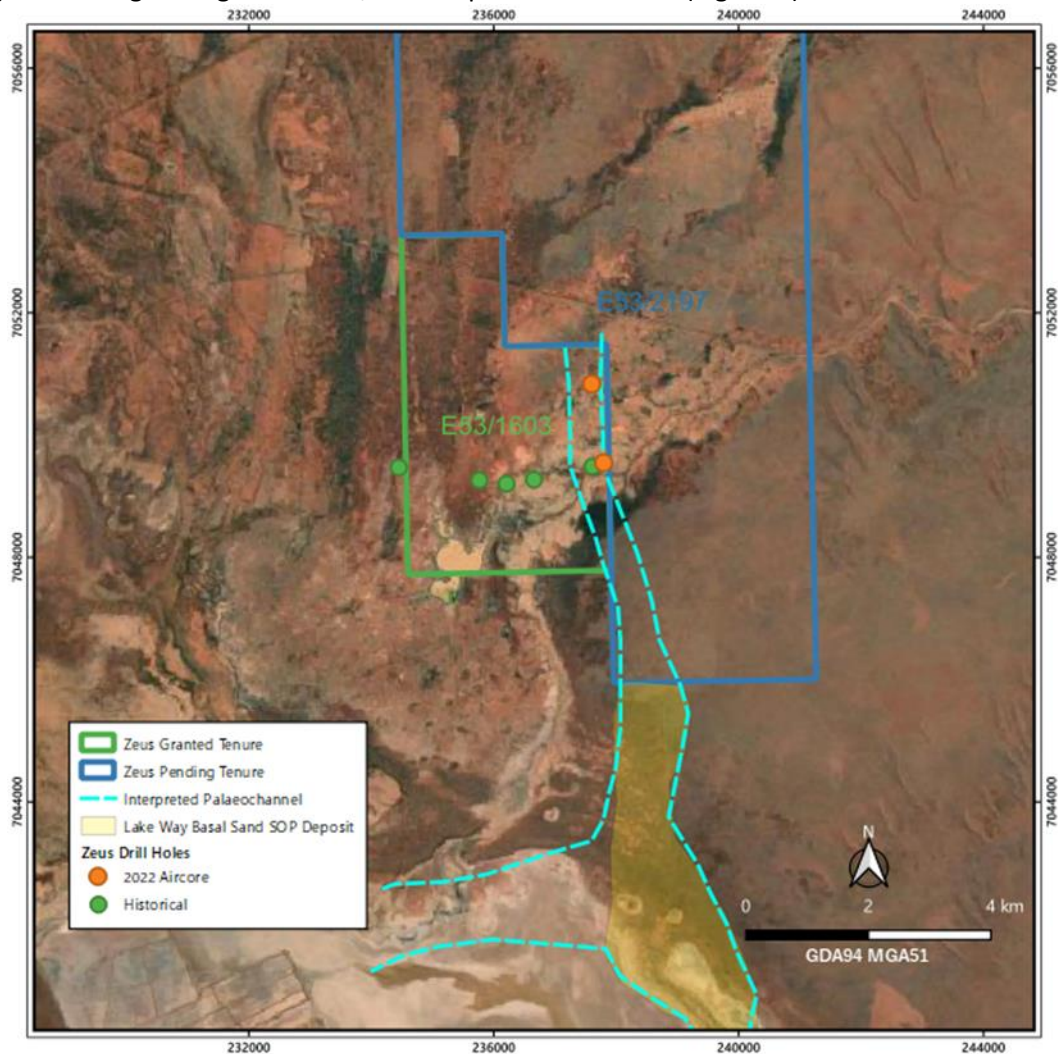 232000 236000 240000 244000
7056000 7056000
7052000 7052000
E53/2197
E53/1603
7048000 7048000
Zeus Granted Tenure
Zeus Pending Tenure
Interpreted Palaeochannel
Lake Way Basal Sand SOP Deposit
Zeus Drill Holes
2022 Aircore
Historical
7044000 7044000
N
0 2 4 km
GDA94 MGA51
232000 236000 240000 244000